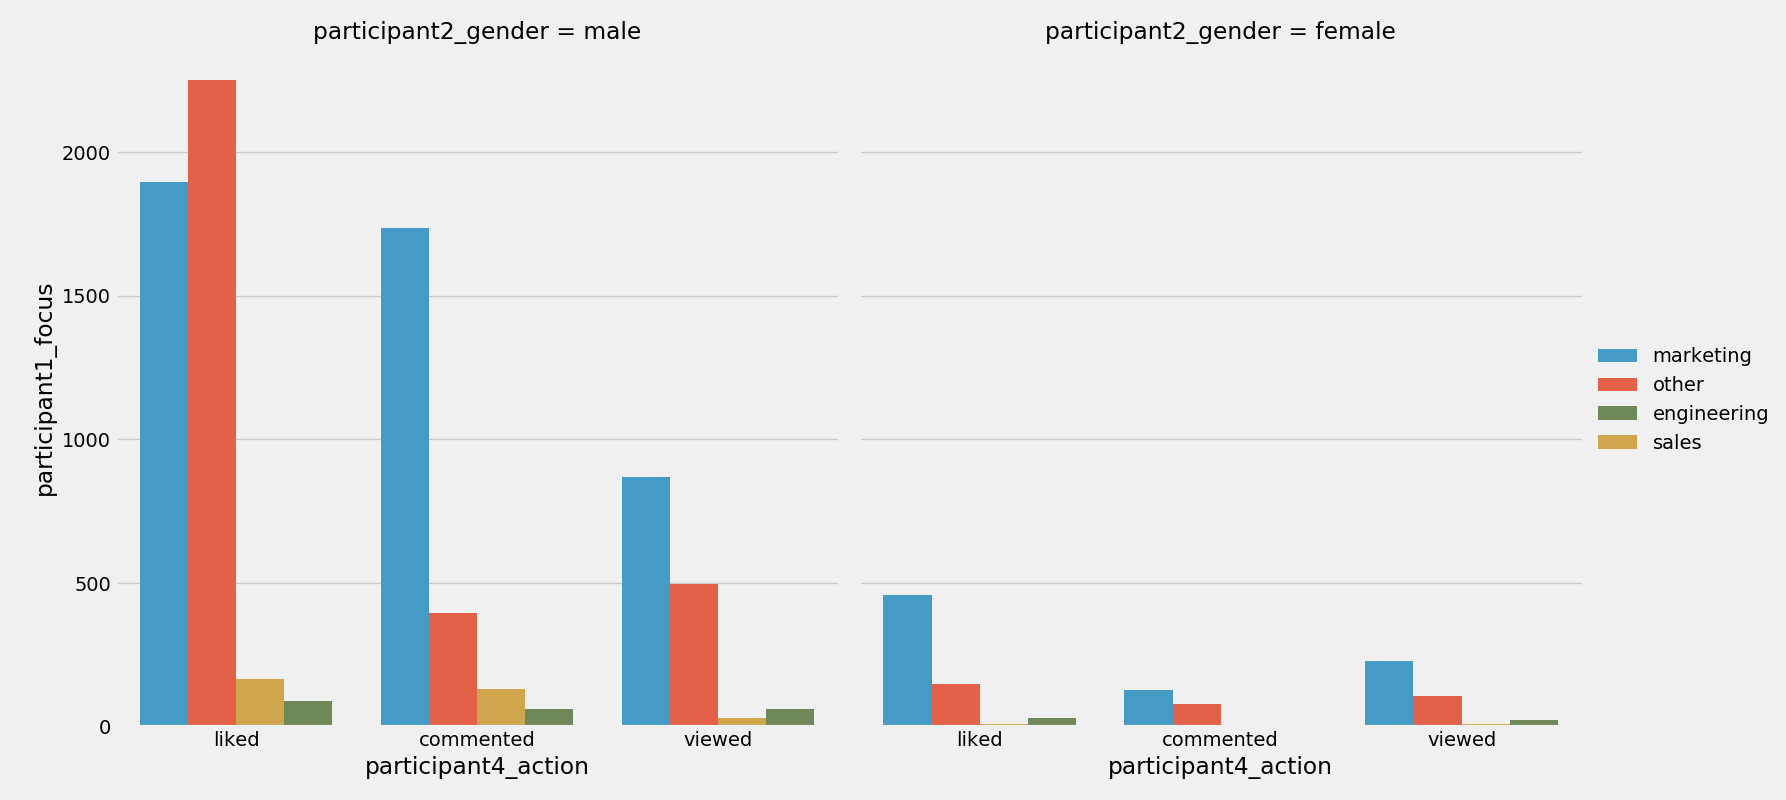 participant2_gender = male
participant2_gender = female
participant1_focus
2000
1500
1000
500
0
liked
commented
viewed
liked
commented
viewed
participant4_action
participant4_action
marketing
other
engineering
sales